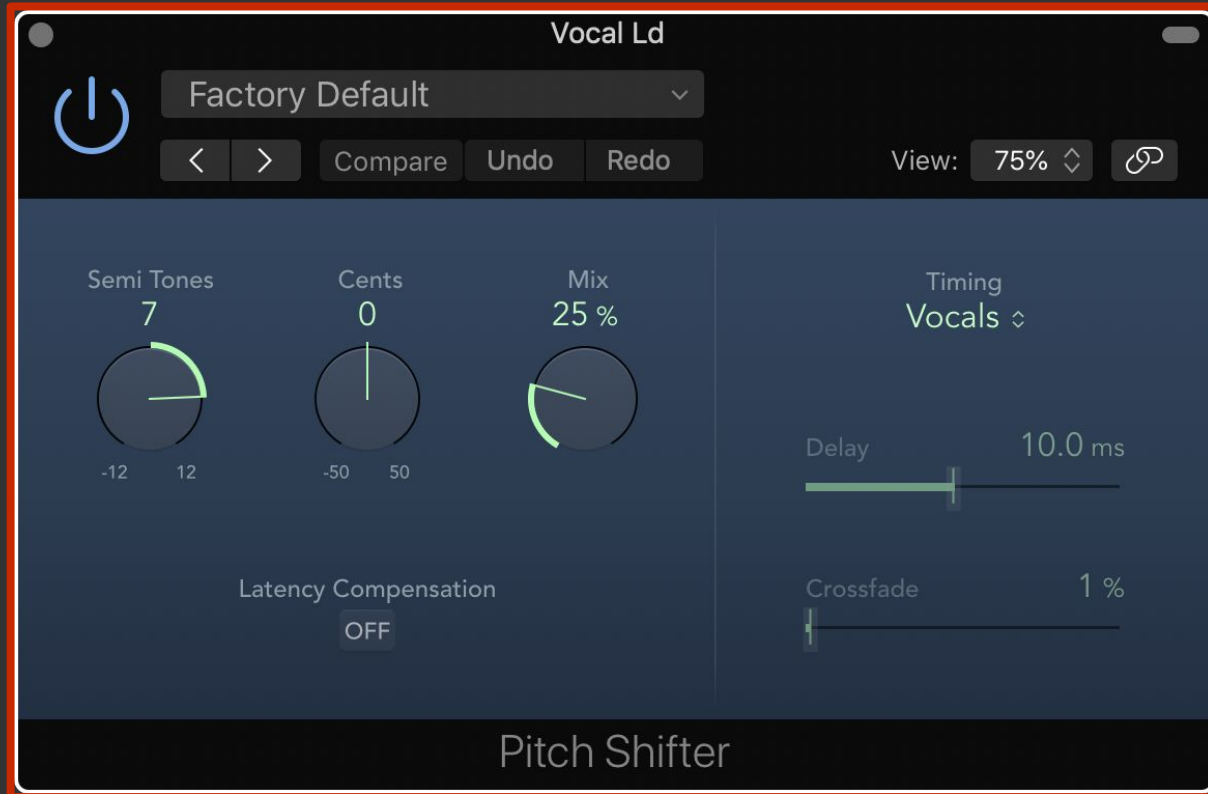 Vocal Ld
Factory Default
Compare Undo Redo
View: 75%
Semi Tones Cents Mix
7 0 25 %
-12 12 -50 50
Latency Compensation
OFF
Timing
Vocals
Delay 10.0 ms
Crossfade 1 %
Pitch Shifter